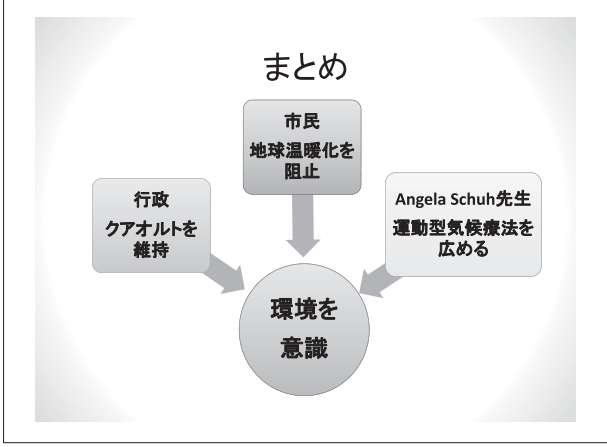 まとめ
市民
地球温暖化を
阻止
行政
クアオルトを
維持
Angela Schuh先生
運動型気候療法を
広める
環境を
意識